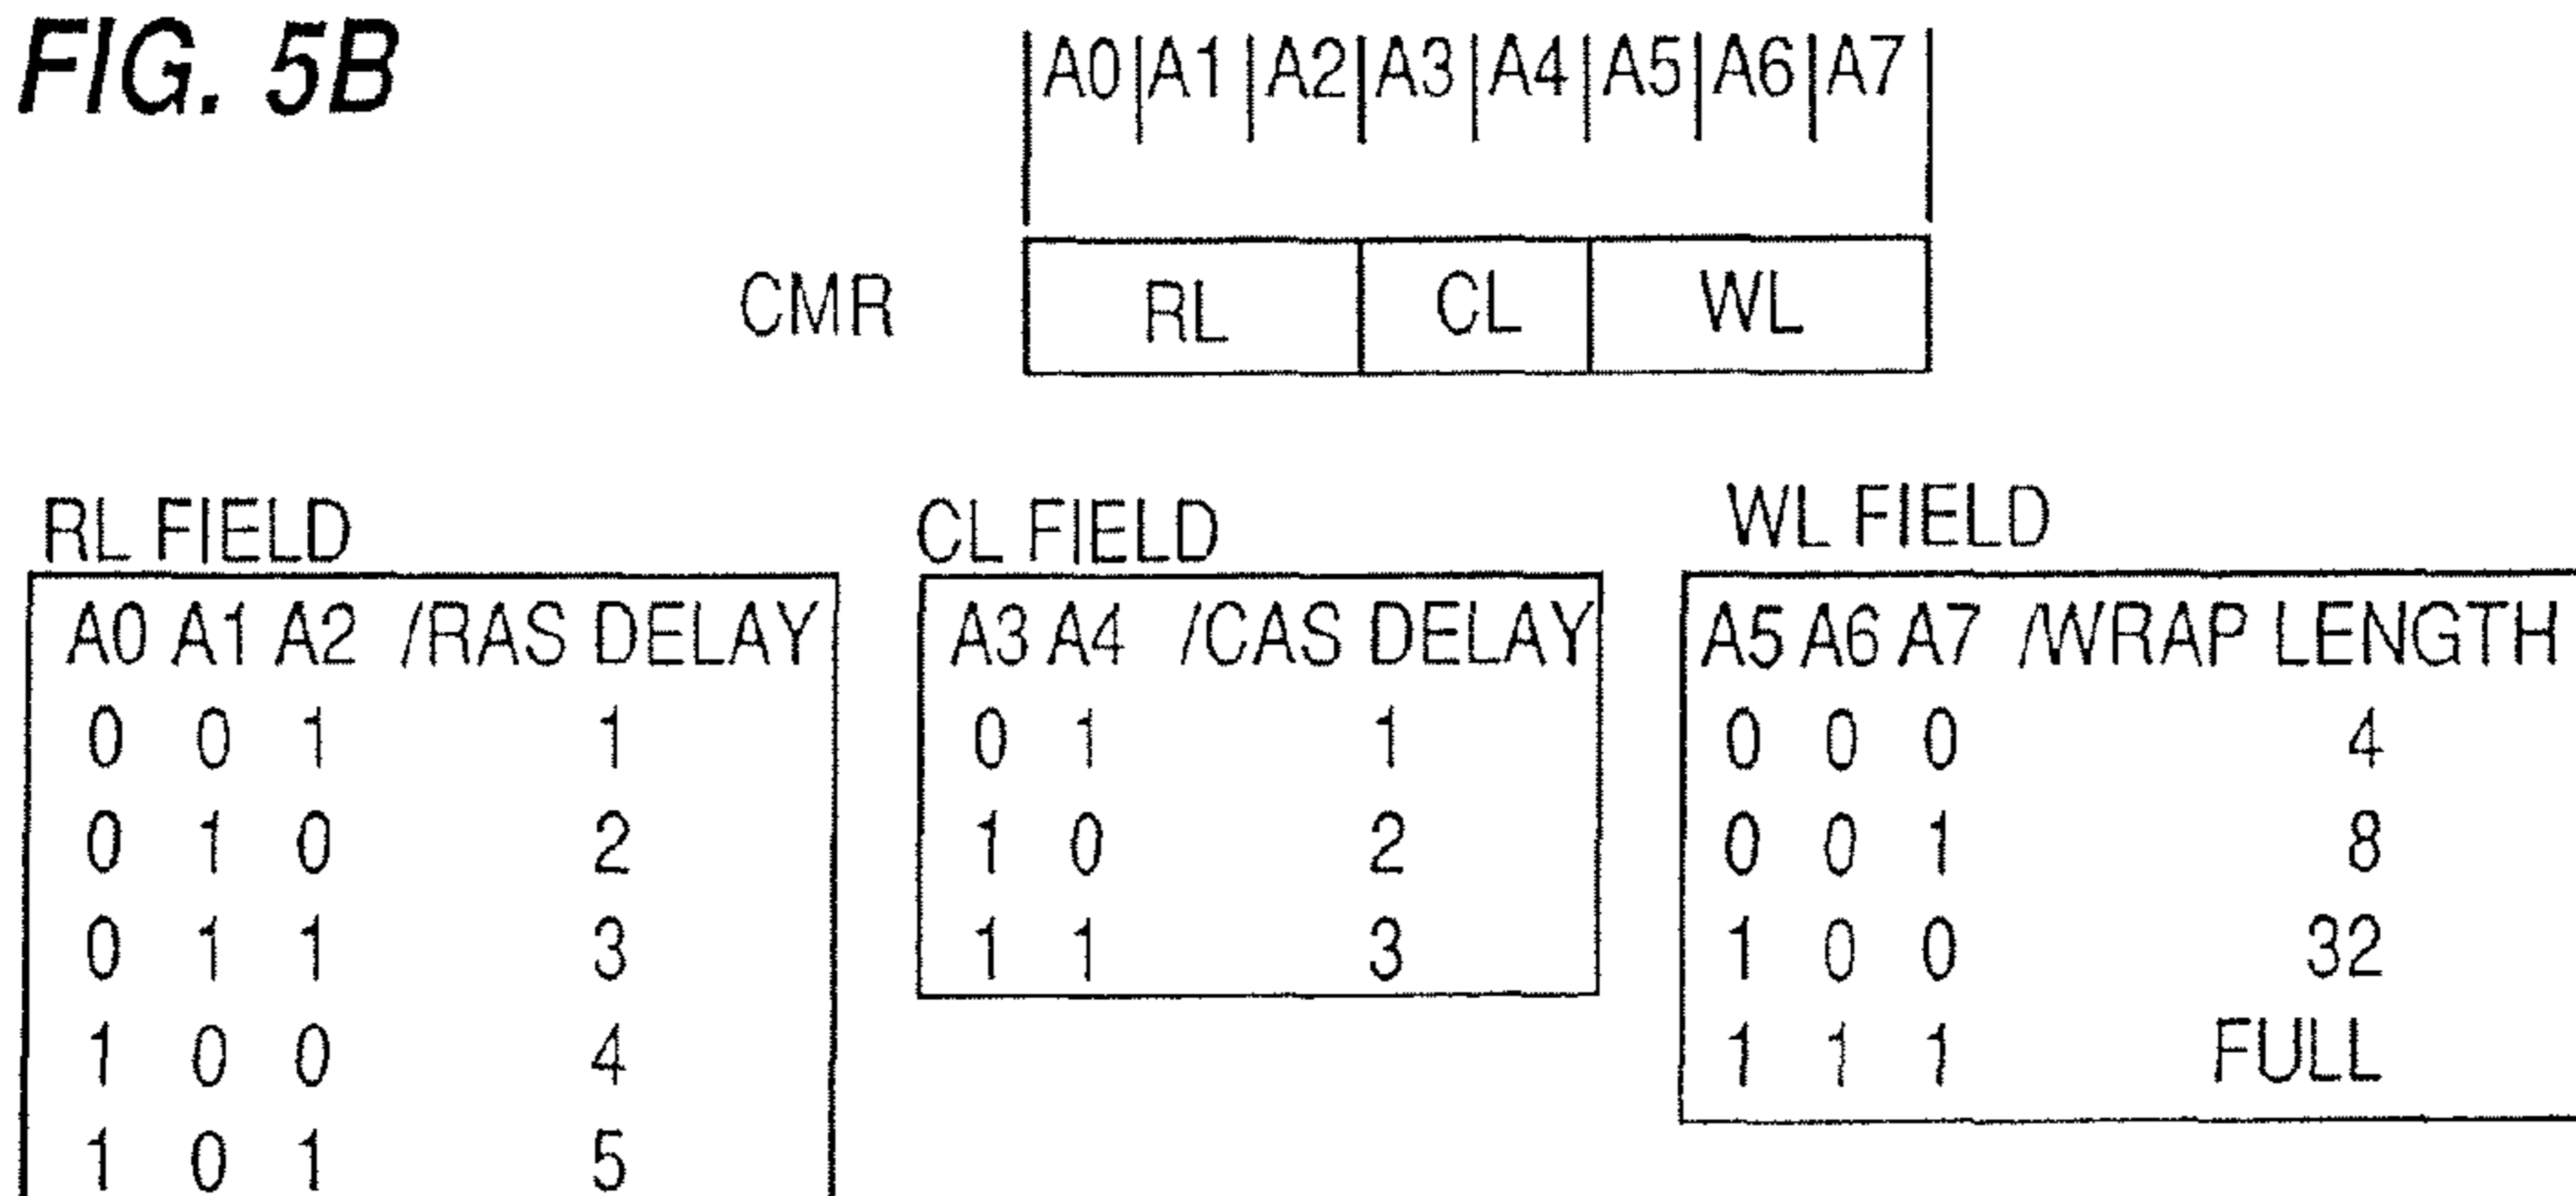 FIG. 5B
A0 A1 A2 A3 A4 A5 A6 A7
CMR RL CL WL
RL FIELD
A0 A1 A2 /RAS DELAY
0 0 1 1
0 1 0 2
0 1 1 3
1 0 0 4
1 0 1 5
CL FIELD
A3 A4 /CAS DELAY
0 1 1
1 0 2
1 1 3
WL FIELD
A5 A6 A7 /WRAP LENGTH
0 0 0 4
0 0 1 8
1 0 0 32
1 1 1 FULL